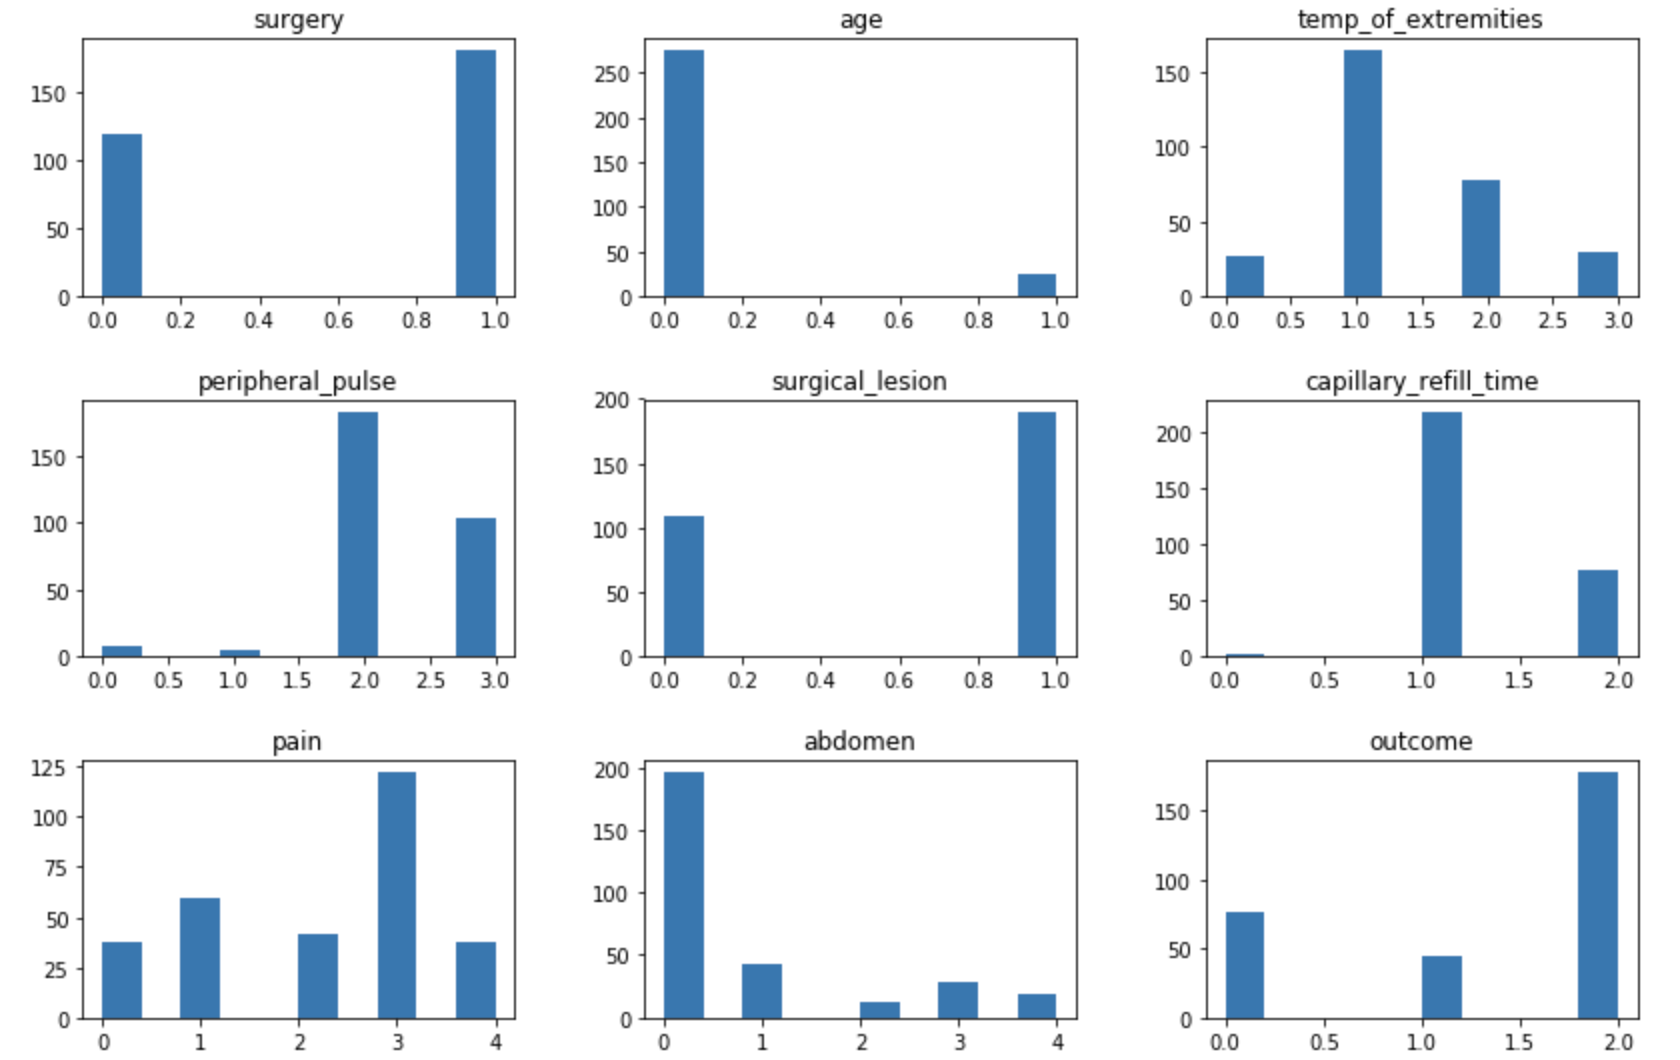 surgery
150
100
50
0
0.0 0.2 0.4 0.6 0.8 1.0
age
250
200
150
100
50
0
0.0 0.2 0.4 0.6 0.8 1.0
temp_of_extremities
150
100
50
0
0.0 0.5 1.0 1.5 2.0 2.5 3.0
peripheral_pulse
150
100
50
0
0.0 0.5 1.0 1.5 2.0 2.5 3.0
surgical_lesion
200
150
100
50
0
0.0 0.2 0.4 0.6 0.8 1.0
capillary_refill_time
200
150
100
50
0
0.0 0.5 1.0 1.5 2.0
pain
125
100
75
50
25
0
0 1 2 3 4
abdomen
200
150
100
50
0
0 1 2 3 4
outcome
150
100
50
0
0.0 0.5 1.0 1.5 2.0